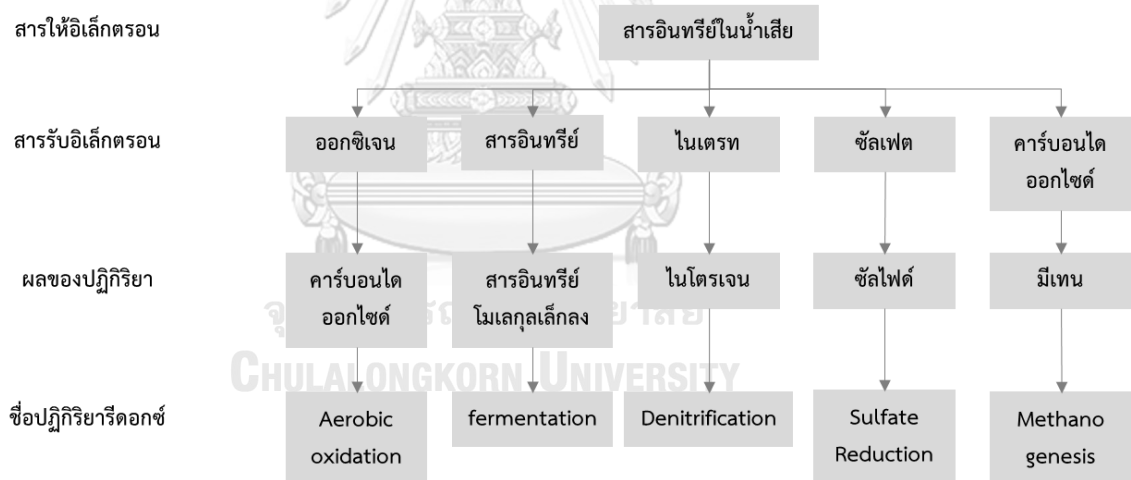 สารให้อิเล็กตรอน
สารอินทรีย์ในน้ำเสีย
สารรับอิเล็กตรอน
ออกซิเจน
สารอินทรีย์
ไนเตรท
ซัลเฟต
คาร์บอนได
ออกไซด์
ผลของปฏิกิริยา
คาร์บอนได
ออกไซด์
สารอินทรีย์
โมเลกุลเล็กลง
ไนโตรเจน
ซัลไฟด์
มีเทน
CHULALONGKORN UNIVERSITY
ชื่อปฏิกิริยารีดอกซ์
Aerobic
oxidation
fermentation
Denitrification
Sulfate
Reduction
Methano
genesis